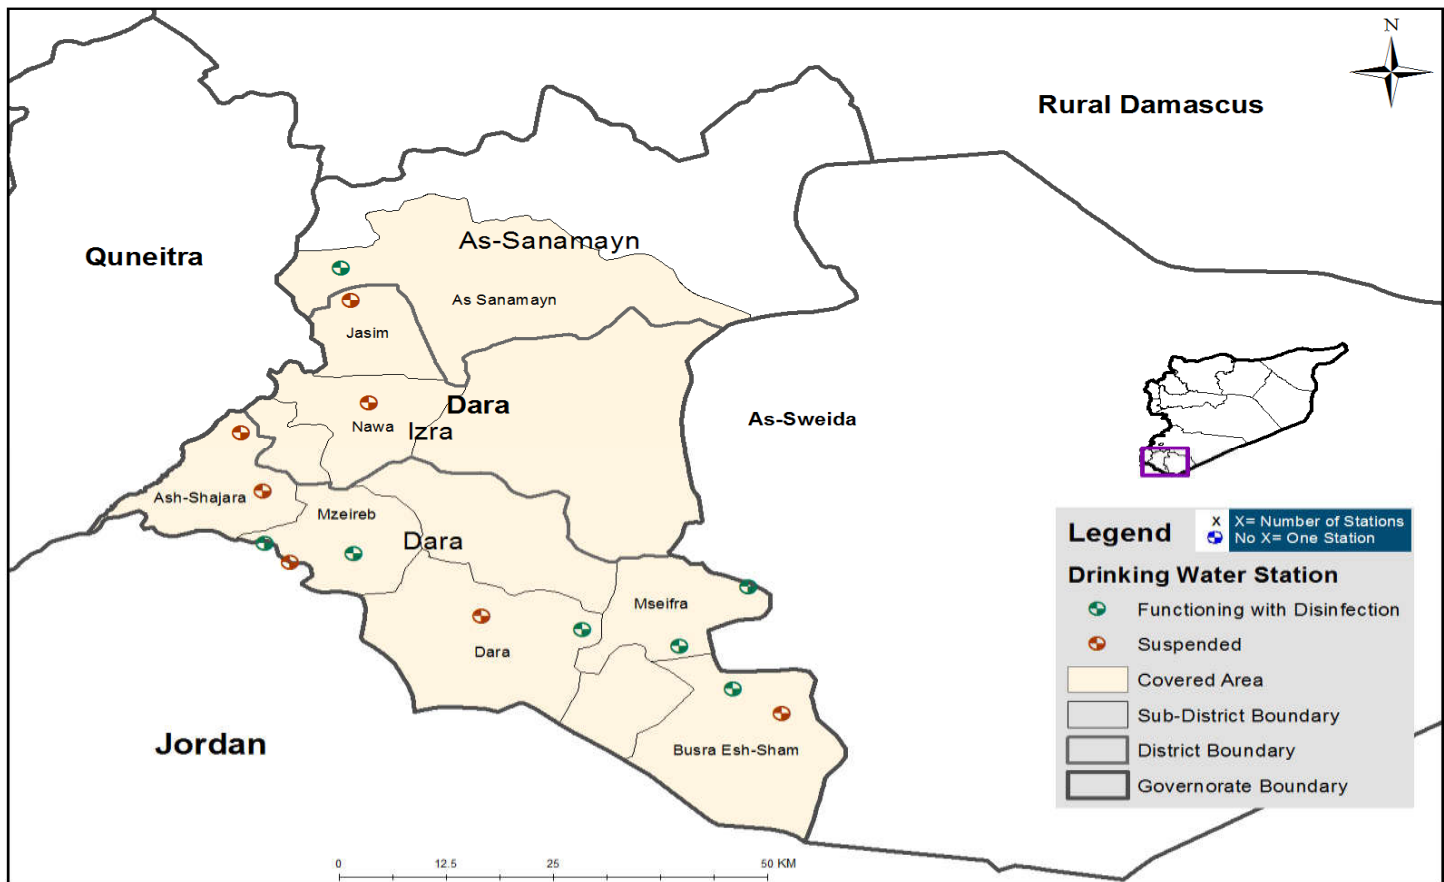 N
Rural Damascus
As-Sanamayn
Quneitra
As Sanamayn
Jasim
Dara
As-Sweida
Nawa
Izra
Ash-Shajara
Mzeireb
Dara
Mseifra
Dara
Jordan
Busra Esh-Sham
Legend
X
X= Number of Stations
No X= One Station
Drinking Water Station
Functioning with Disinfection
Suspended
Covered Area
Sub-District Boundary
District Boundary
Governorate Boundary
0 12.5 25 50 KM